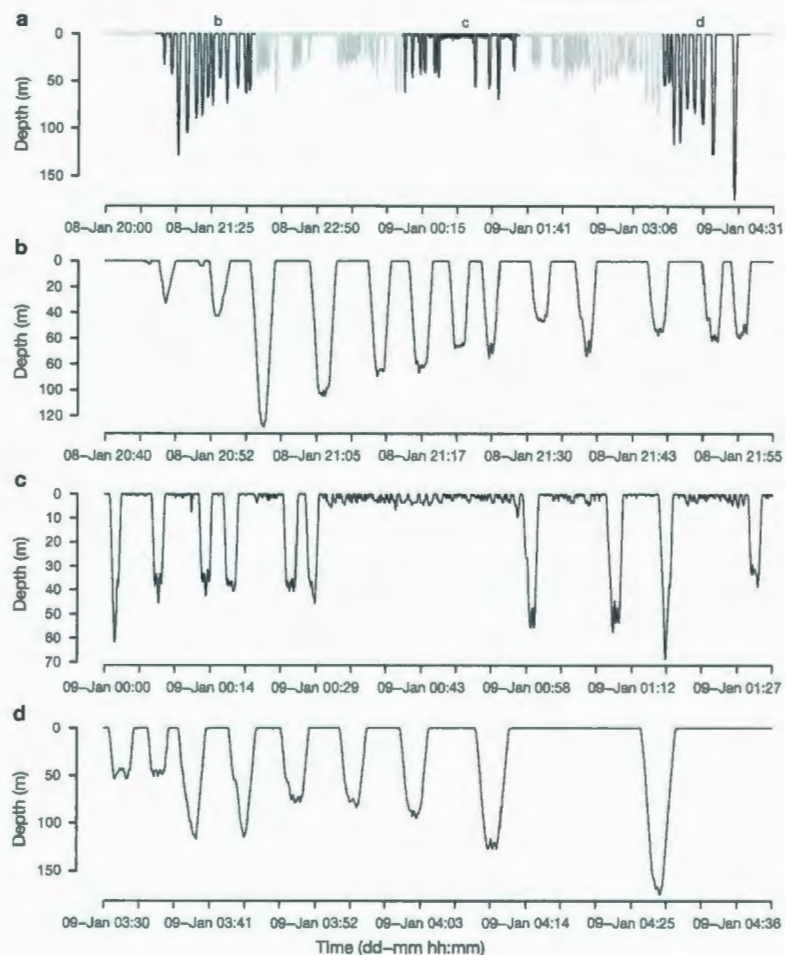 a
b c d
0
50
100
150
Depth (m)
08–Jan 20:00 08–Jan 21:25 08–Jan 22:50 09–Jan 00:15 09–Jan 01:41 09–Jan 03:06 09–Jan 04:31
b
0
20
40
60
80
100
120
Depth (m)
08–Jan 20:40 08–Jan 20:52 08–Jan 21:05 08–Jan 21:17 08–Jan 21:30 08–Jan 21:43 08–Jan 21:55
c
0
10
20
30
40
50
60
70
Depth (m)
09–Jan 00:00 09–Jan 00:14 09–Jan 00:29 09–Jan 00:43 09–Jan 00:58 09–Jan 01:12 09–Jan 01:27
d
0
50
100
150
Depth (m)
09–Jan 03:30 09–Jan 03:41 09–Jan 03:52 09–Jan 04:03 09–Jan 04:14 09–Jan 04:25 09–Jan 04:36
Time (dd–mm hh:mm)